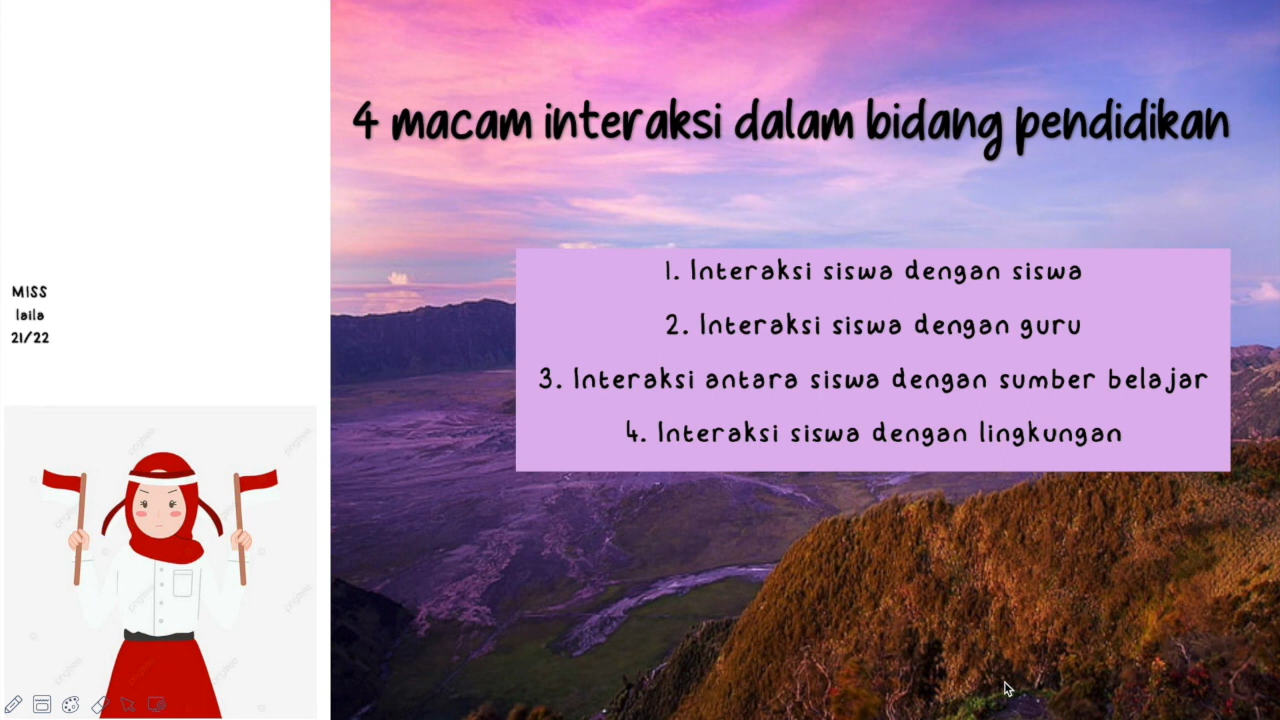 4 macam interaksi dalam bidang pendidikan
1. Interaksi siswa dengan siswa
2. Interaksi siswa dengan guru
3. Interaksi antara siswa dengan sumber belajar
4. Interaksi siswa dengan lingkungan
MISS
laila
21/22